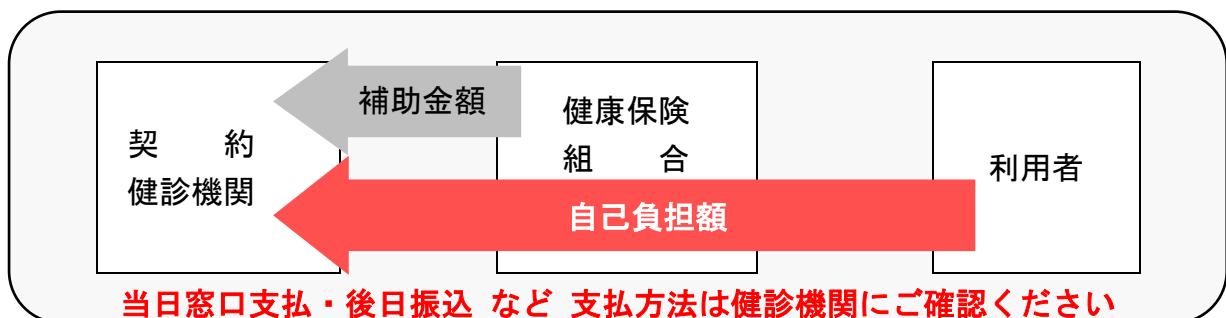 契　　約
健診機関
補助金額
健康保険
組　　合
利用者
自己負担額
当日窓口支払・後日振込 など 支払方法は健診機関にご確認ください